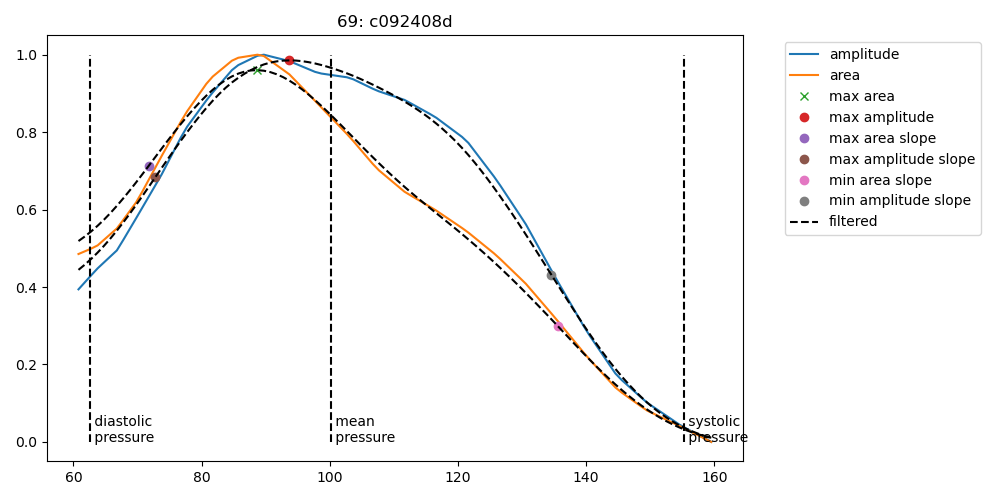 69: c092408d
1.0
0.8
0.6
0.4
0.2
0.0
60
80
100
120
140
160
diastolic
pressure
mean
pressure
systolic
pressure
amplitude
area
max area
max amplitude
max area slope
max amplitude slope
min area slope
min amplitude slope
filtered